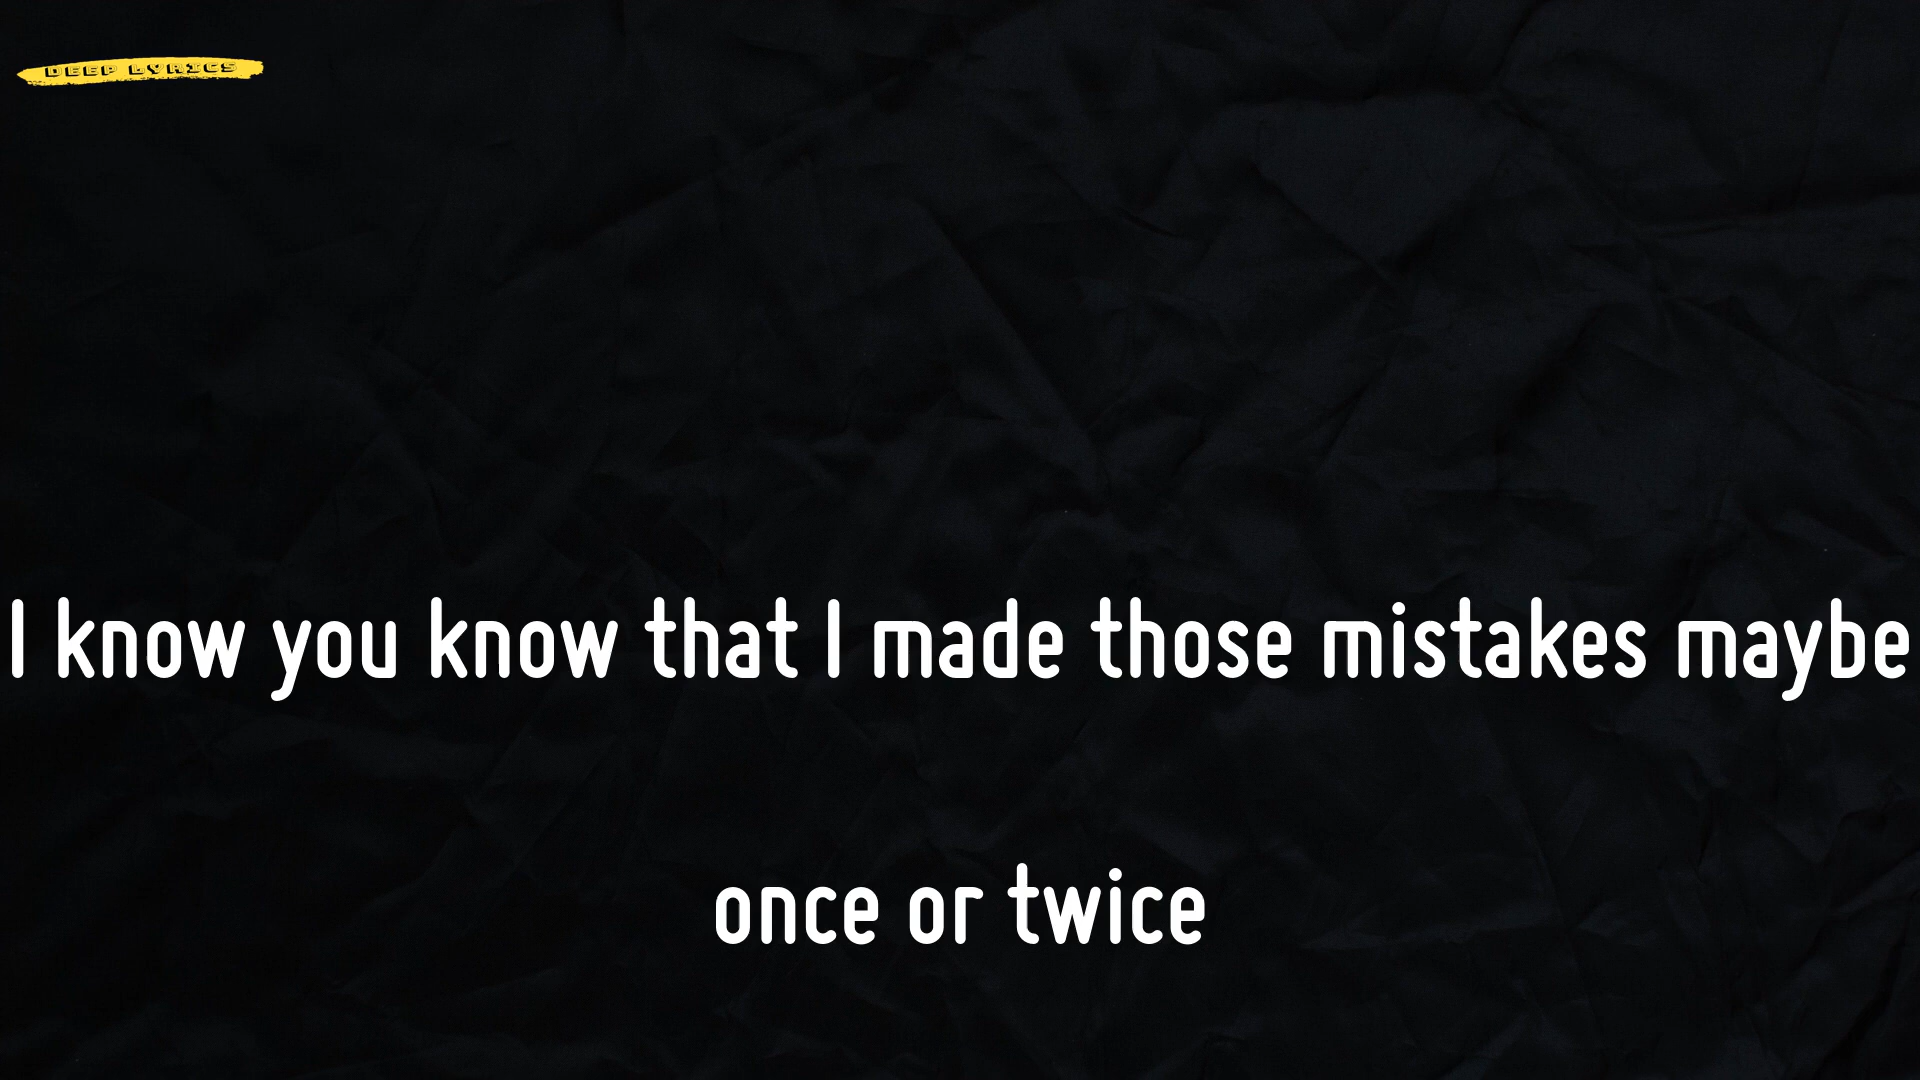 DEEP LYRICS
I know you know that I made those mistakes maybe
once or twice